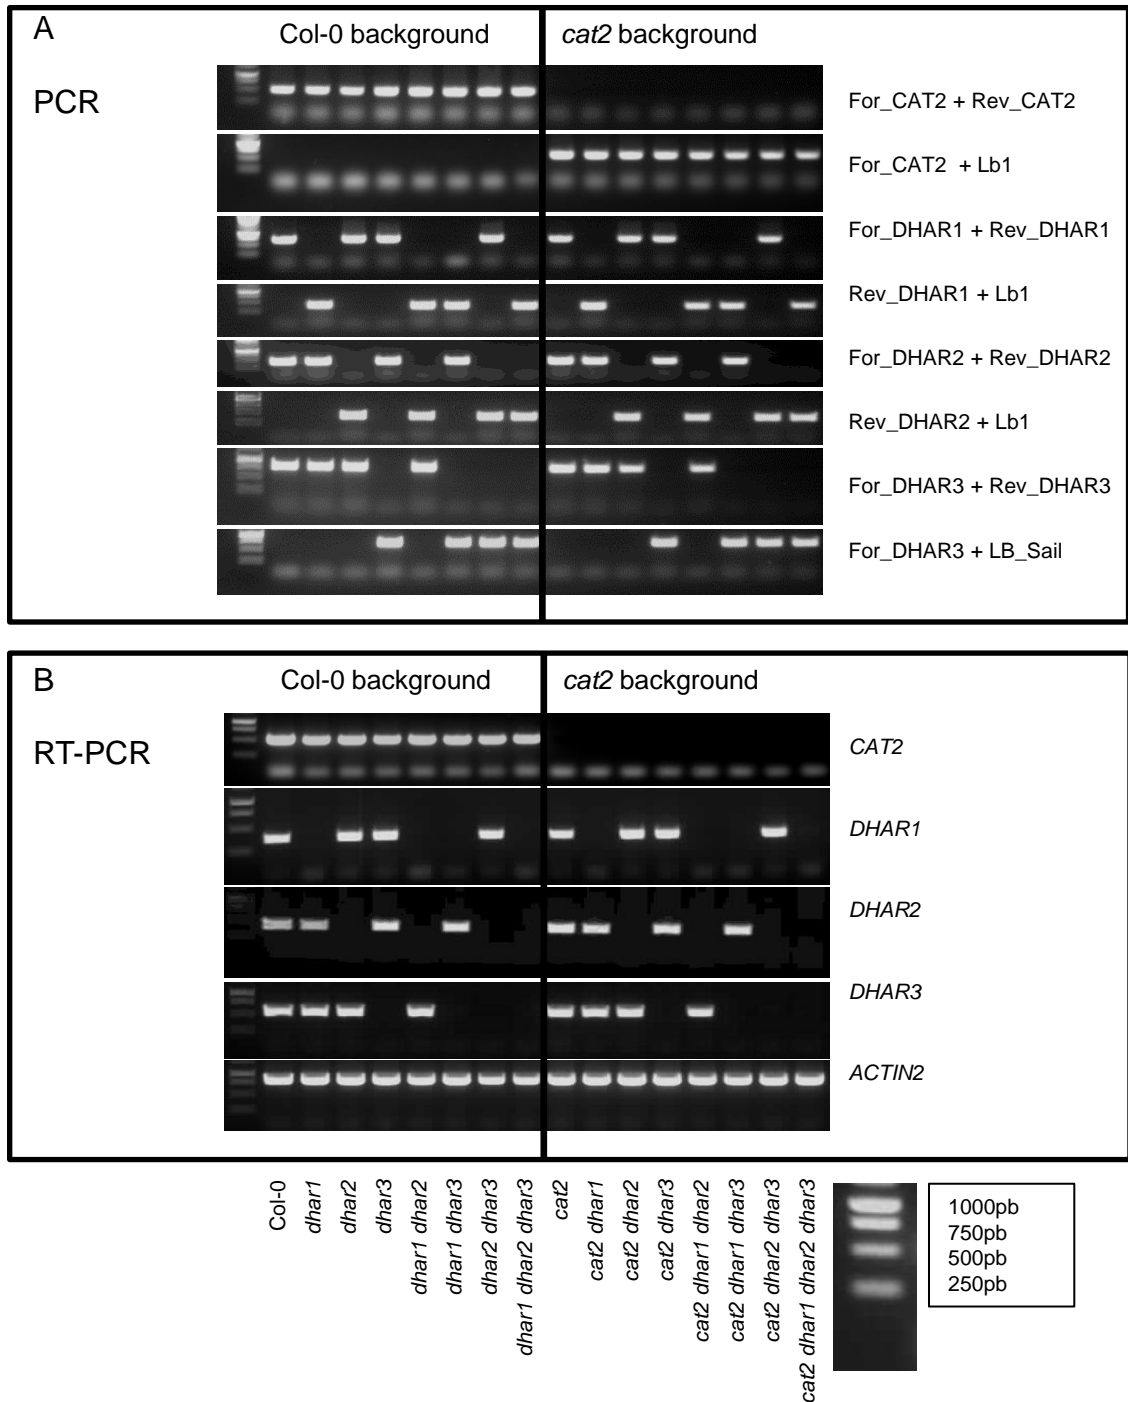 A
Col-0 background
cat2 background
PCR
For_CAT2 + Rev_CAT2
For_CAT2 + Lb1
For_DHAR1 + Rev_DHAR1
Rev_DHAR1 + Lb1
For_DHAR2 + Rev_DHAR2
Rev_DHAR2 + Lb1
For_DHAR3 + Rev_DHAR3
For_DHAR3 + LB_Sail
B
Col-0 background
cat2 background
RT-PCR
CAT2
DHAR1
DHAR2
DHAR3
ACTIN2
Col-0
dhar1
dhar2
dhar3
dhar1 dhar2
dhar1 dhar3
dhar2 dhar3
dhar1 dhar2 dhar3
cat2
cat2 dhar1
cat2 dhar2
cat2 dhar3
cat2 dhar1 dhar2
cat2 dhar1 dhar3
cat2 dhar2 dhar3
cat2 dhar1 dhar2 dhar3
1000pb
750pb
500pb
250pb